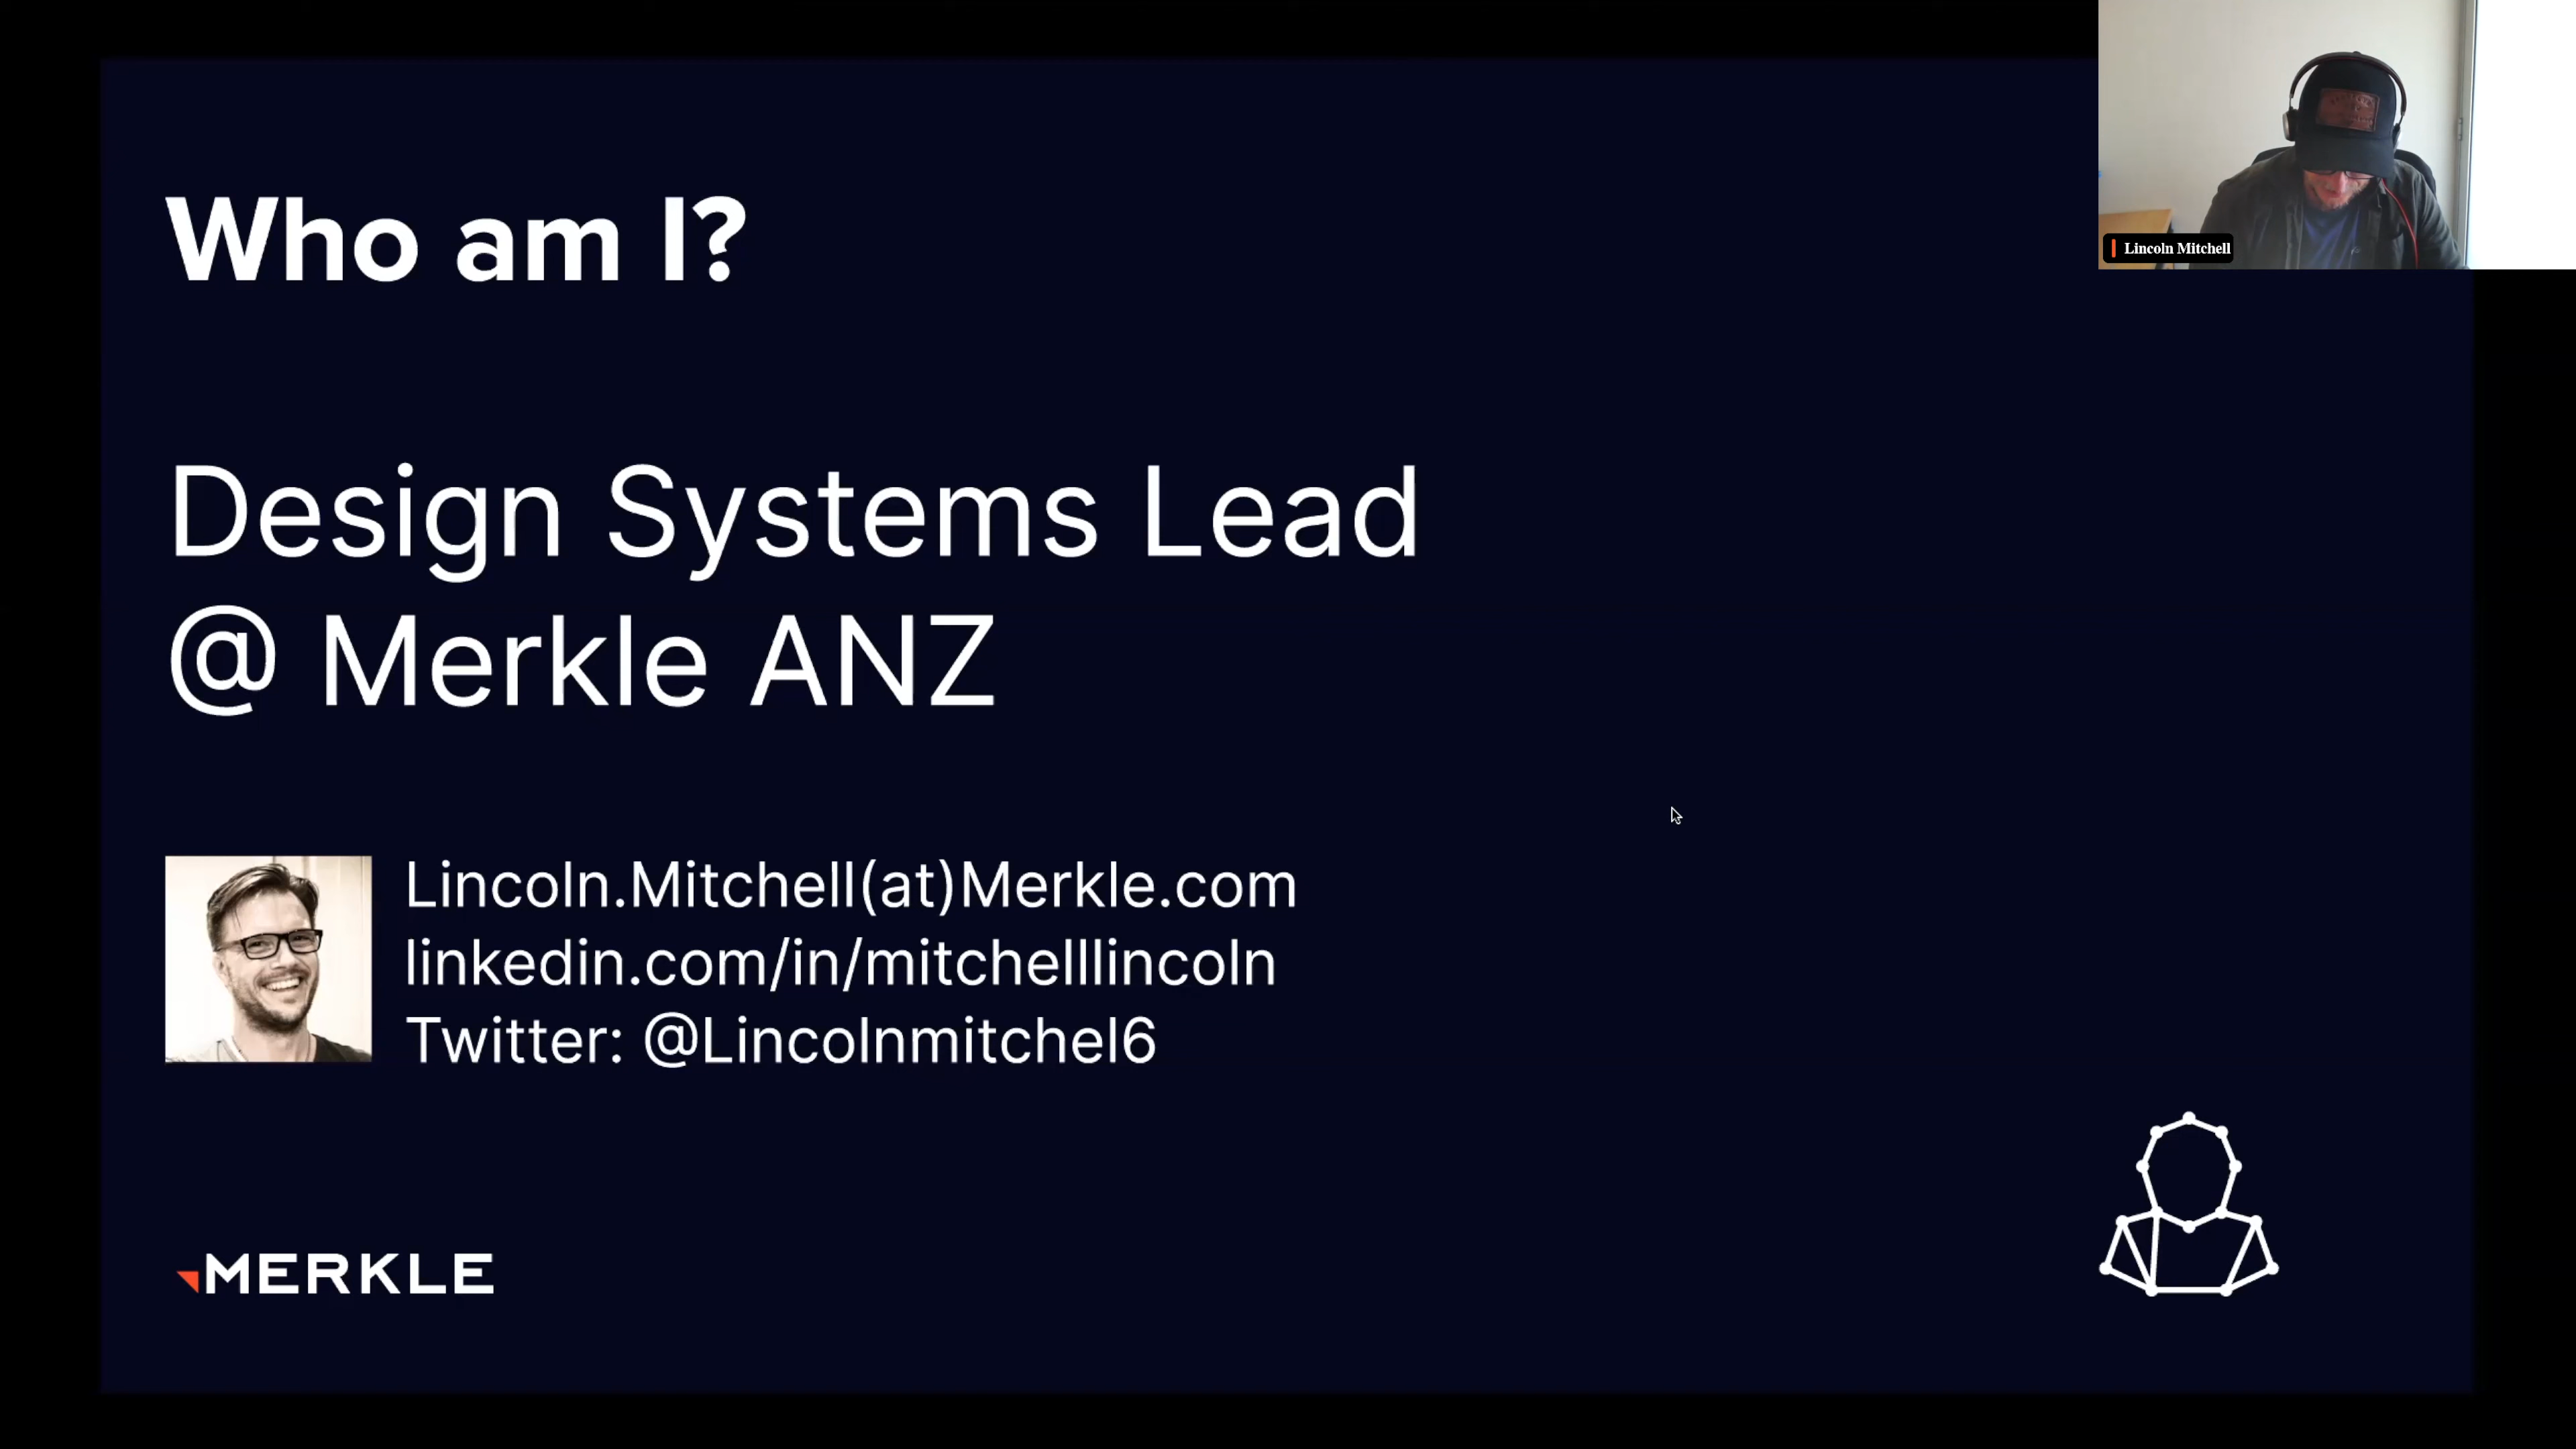 Who am I?
Design Systems Lead
@ Merkle ANZ
Lincoln.Mitchell(at)Merkle.com
linkedin.com/in/mitchelllincoln
Twitter: @Lincolnmitchel6
MERKLE
Lincoln Mitchell